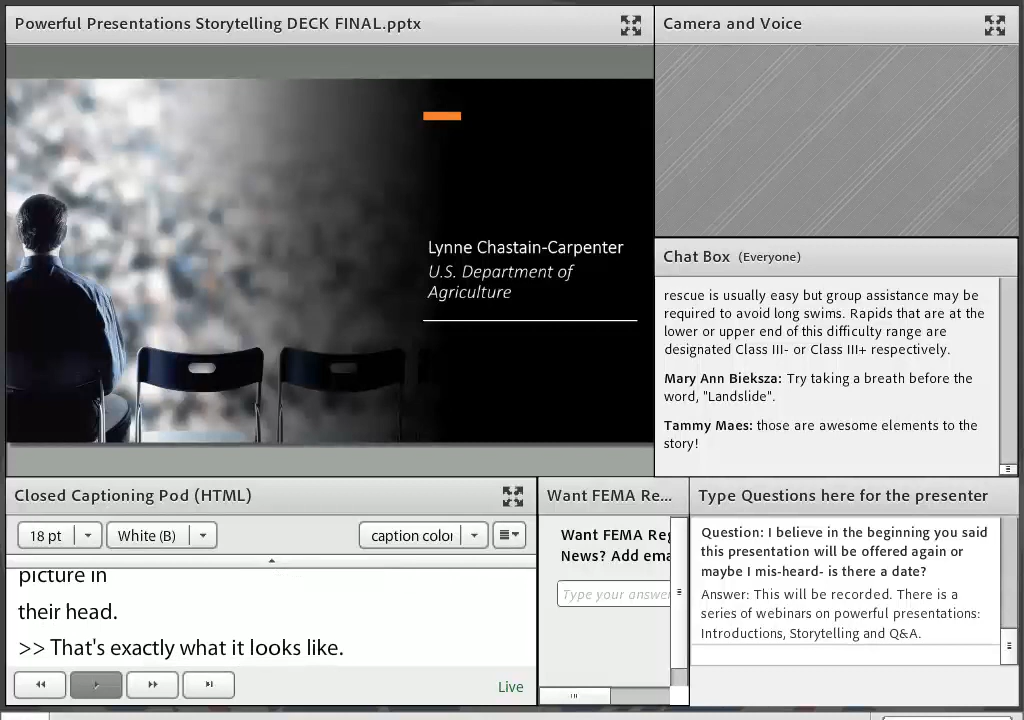 Powerful Presentations Storytelling DECK FINAL.pptx
Lynne Chastain-Carpenter
U.S. Department of
Agriculture
Camera and Voice
Chat Box (Everyone)
rescue is usually easy but group assistance may be
required to avoid long swims. Rapids that are at the
lower or upper end of this difficulty range are
designated Class III- or Class III+ respectively.
Mary Ann Bieksza: Try taking a breath before the
word, "Landslide".
Tammy Maes: those are awesome elements to the
story!
Closed Captioning Pod (HTML)
18 pt
White (B)
caption color
picture in
their head.
>> That's exactly what it looks like.
Live
Want FEMA Re...
Want FEMA Reg
News? Add ema
Type your answer
Type Questions here for the presenter
Question: I believe in the beginning you said
this presentation will be offered again or
maybe I mis-heard- is there a date?
Answer: This will be recorded. There is a
series of webinars on powerful presentations:
Introductions, Storytelling and Q&A.